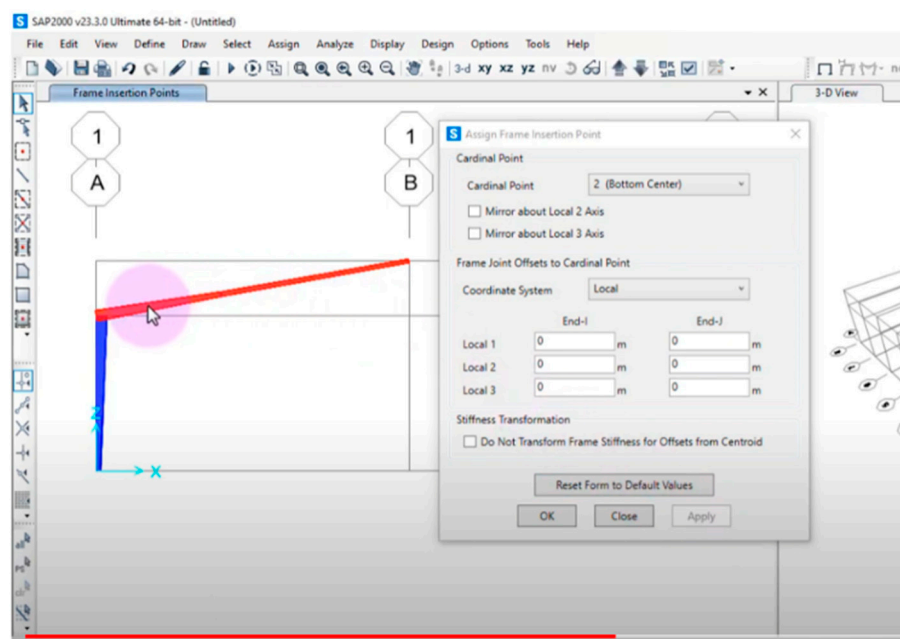 SAP2000 v23.3.0 Ultimate 64-bit - (Untitled)
File Edit View Define Draw Select Assign Analyze Display Design Options Tools Help
3-d xy xz yz nv
Frame Insertion Points
3-D View
1
1
A
B
Assign Frame Insertion Point
Cardinal Point
Cardinal Point 2 (Bottom Center)
Mirror about Local 2 Axis
Mirror about Local 3 Axis
Frame Joint Offsets to Cardinal Point
Coordinate System Local
End-I End-J
Local 1 0 m 0 m
Local 2 0 m 0 m
Local 3 0 m 0 m
Stiffness Transformation
Do Not Transform Frame Stiffness for Offsets from Centroid
Reset Form to Default Values
OK Close Apply
Z
X
all
PS
clr